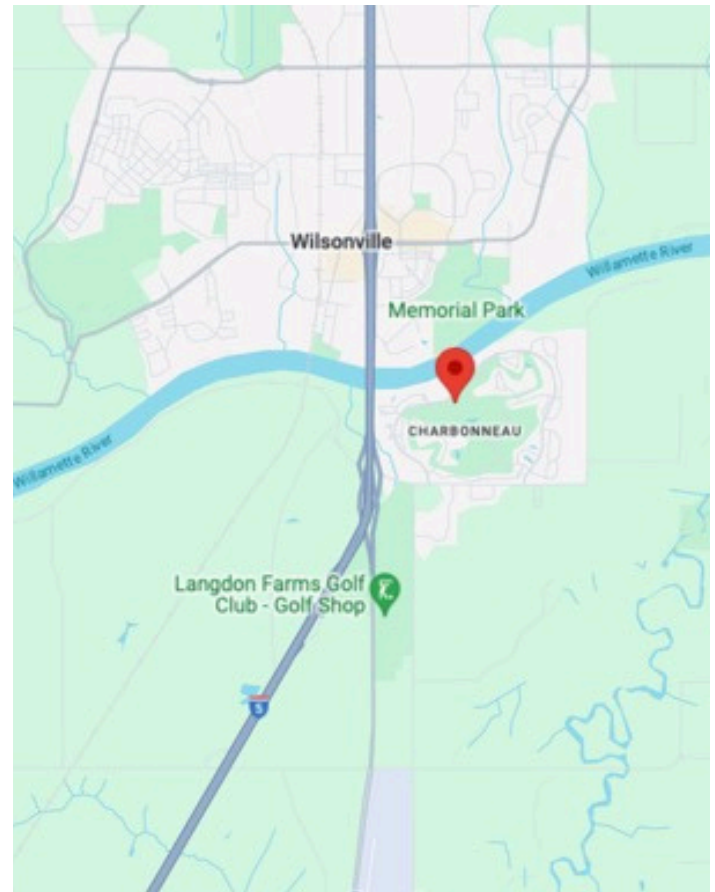 Wilsonville
Willamette River
Memorial Park
CHARBONNEAU
Willamette River
Langdon Farms Golf
Club - Golf Shop
5